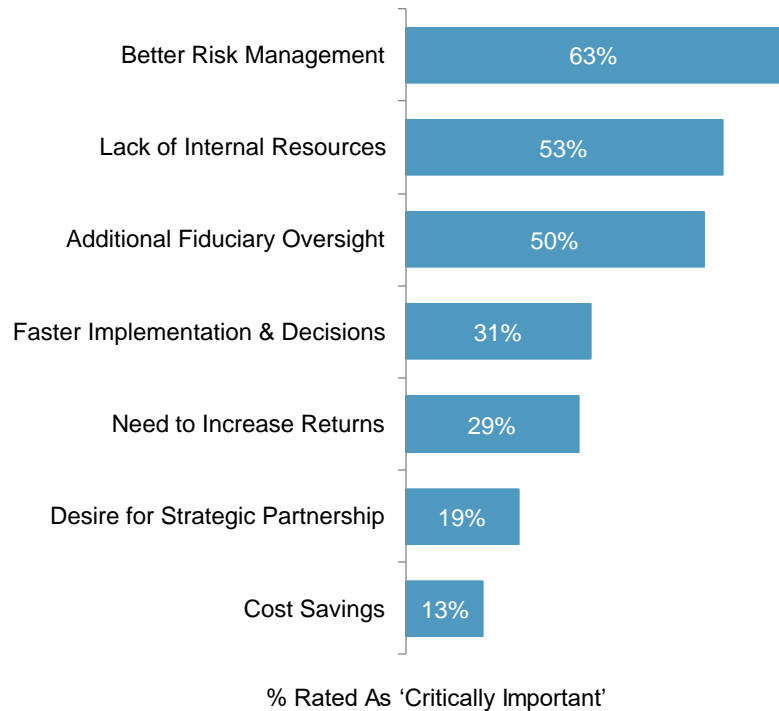 Better Risk Management 63%
Lack of Internal Resources 53%
Additional Fiduciary Oversight 50%
Faster Implementation & Decisions 31%
Need to Increase Returns 29%
Desire for Strategic Partnership 19%
Cost Savings 13%
% Rated As ‘Critically Important’